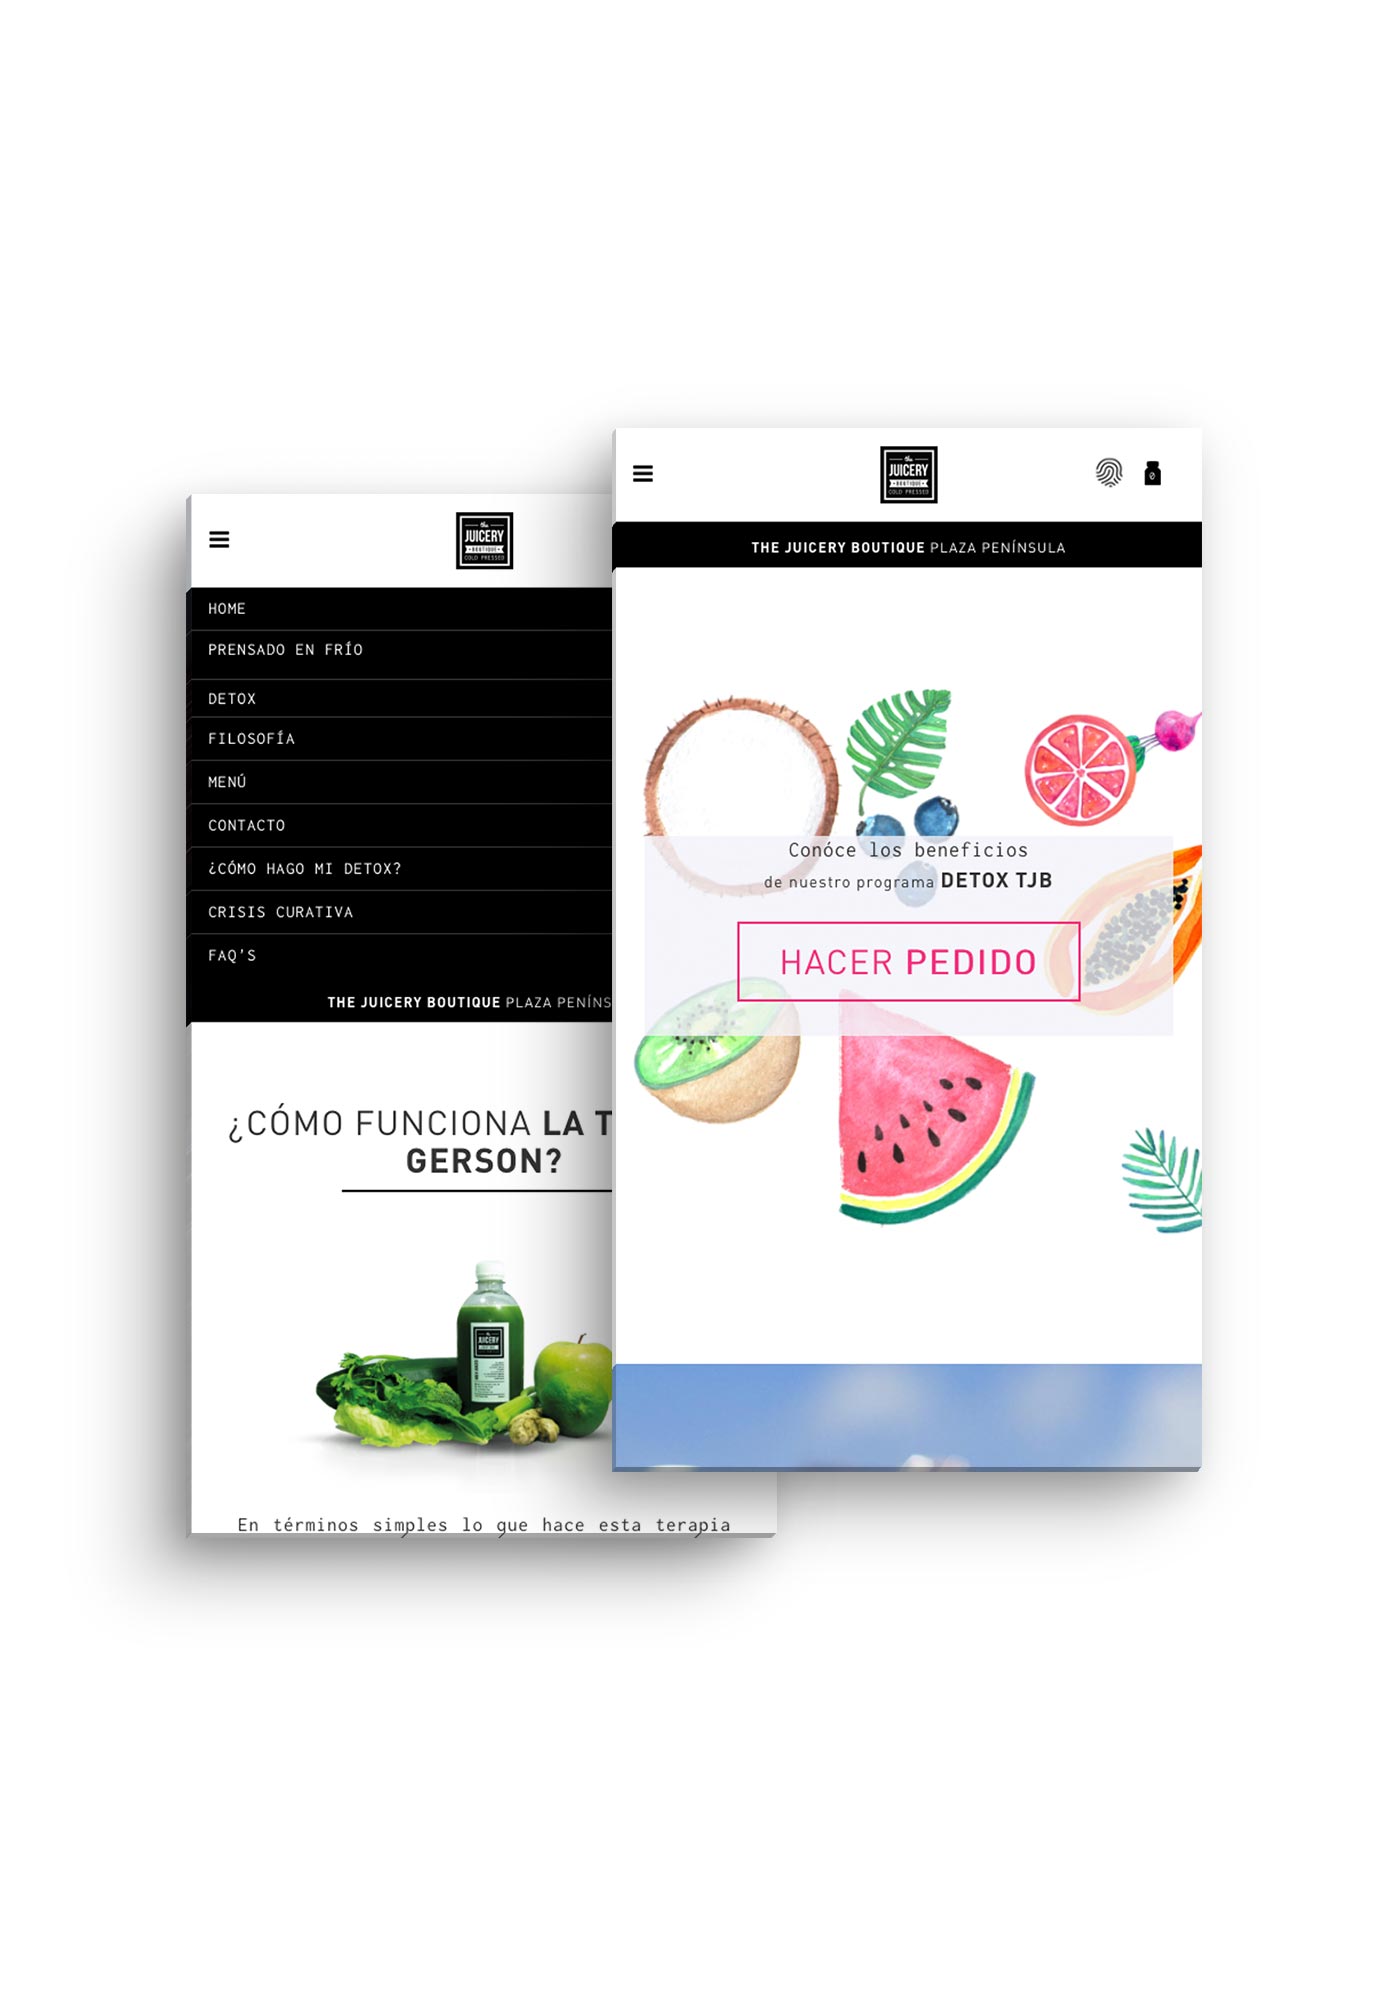 the
JUICERY
BOUTIQUE
COLD PRESSED
HOME
PRENSADO EN FRÍO
DETOX
FILOSOFÍA
MENÚ
CONTACTO
¿CÓMO HAGO MI DETOX?
CRISIS CURATIVA
FAQ'S
THE JUICERY BOUTIQUE PLAZA PENÍNS
¿CÓMO FUNCIONA LA T
GERSON?
the
JUICERY
En términos simples lo que hace esta terapia
the
JUICERY
BOUTIQUE
COLD PRESSED
0
THE JUICERY BOUTIQUE PLAZA PENÍNSULA
Conóce los beneficios
de nuestro programa DETOX TJB
HACER PEDIDO